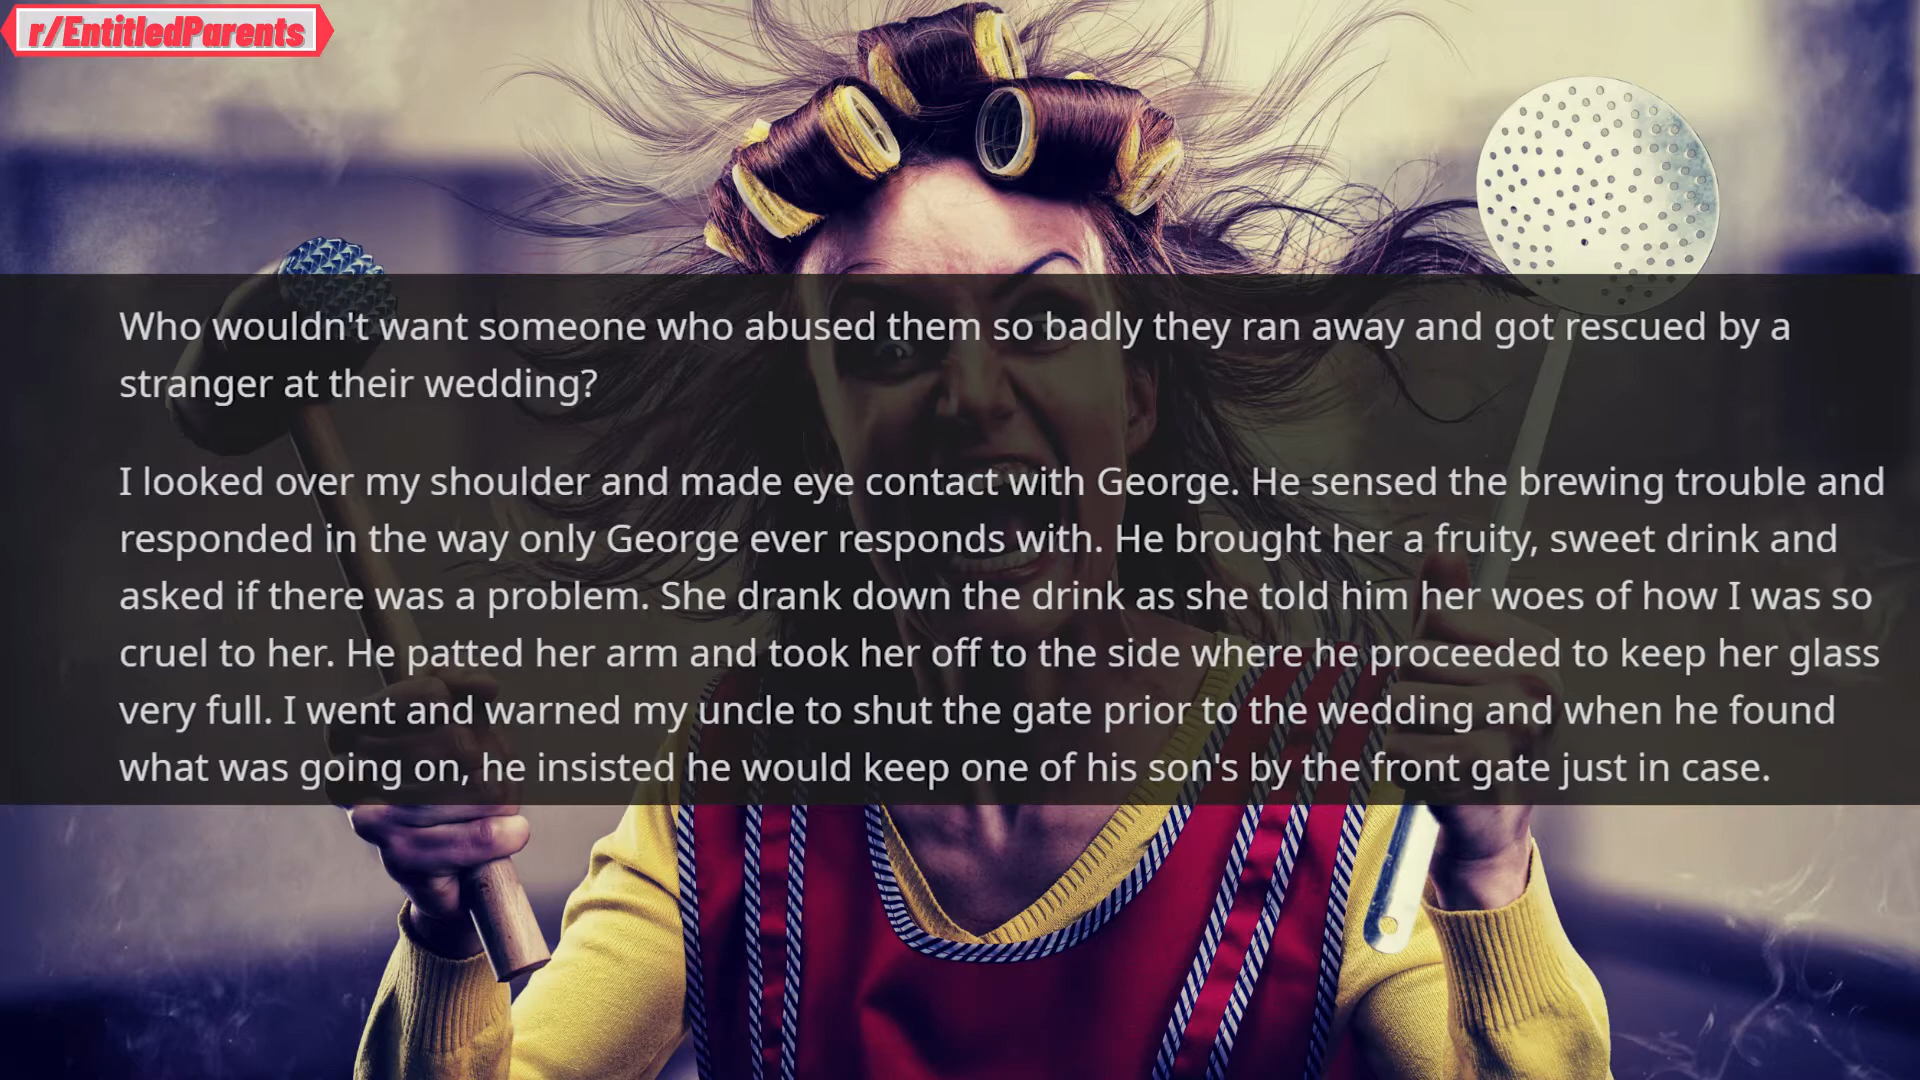 r/EntitledParents
Who wouldn't want someone who abused them so badly they ran away and got rescued by a
stranger at their wedding?
I looked over my shoulder and made eye contact with George. He sensed the brewing trouble and
responded in the way only George ever responds with. He brought her a fruity, sweet drink and
asked if there was a problem. She drank down the drink as she told him her woes of how I was so
cruel to her. He patted her arm and took her off to the side where he proceeded to keep her glass
very full. I went and warned my uncle to shut the gate prior to the wedding and when he found
what was going on, he insisted he would keep one of his son's by the front gate just in case.